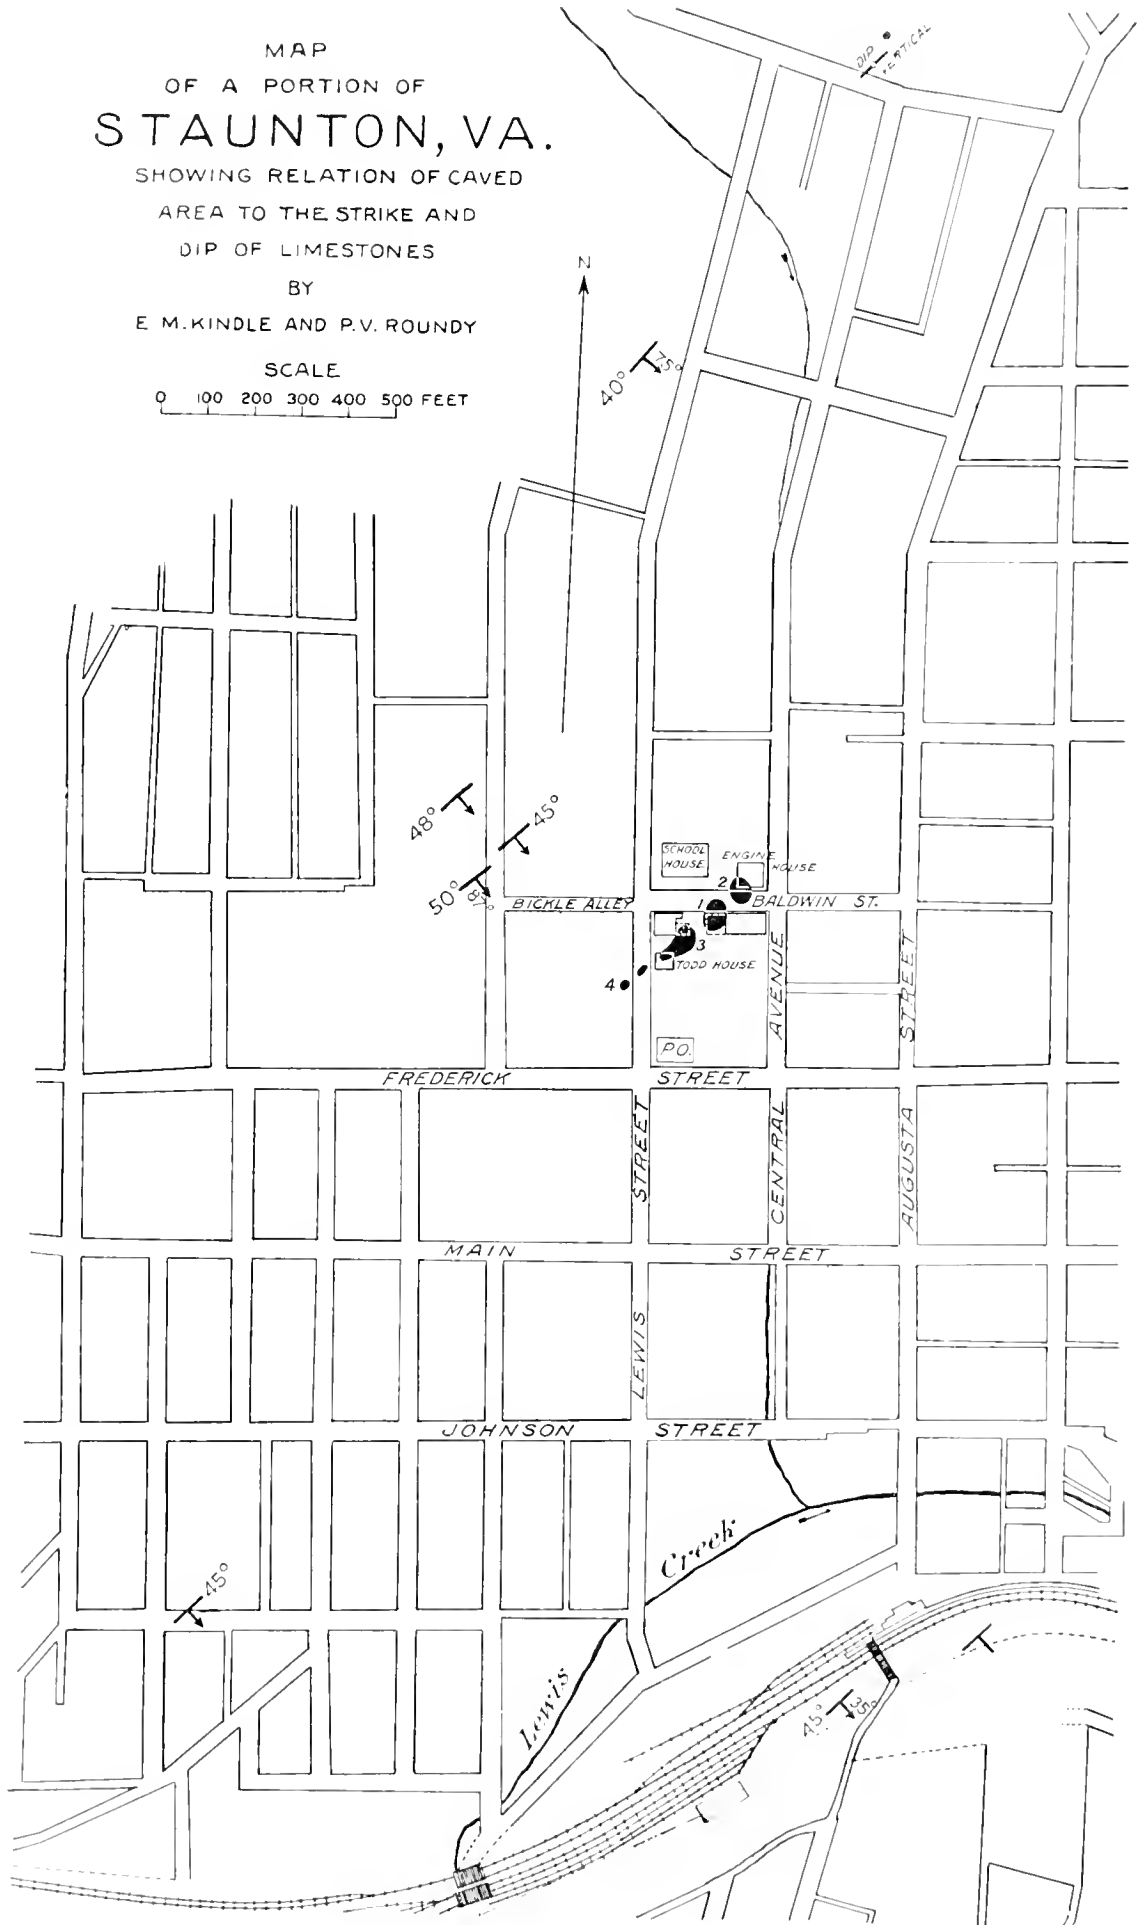 MAP
OF A PORTION OF
STAUNTON, VA.
SHOWING RELATION OF CAVED
AREA TO THE STRIKE AND
DIP OF LIMESTONES
BY
E M. KINDLE AND P. V. ROUNDY
SCALE
0 100 200 300 400 500 FEET
DIP
VERTICAL
N
40°
75°
48°
45°
50°
87°
SCHOOL
HOUSE
ENGINE
HOUSE
2
BICKLE ALLEY
1
BALDWIN ST.
3
TODD HOUSE
4
P.O.
AVENUE
STREET
FREDERICK STREET
STREET
CENTRAL
AUGUSTA
MAIN STREET
LEWIS
JOHNSON STREET
Creek
45°
Lewis
45°
35°